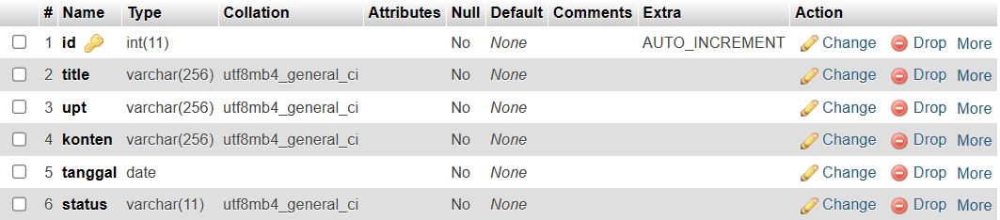 # Name Type Collation Attributes Null Default Comments Extra Action
1 id int(11) No None AUTO_INCREMENT Change Drop More
2 title varchar(256) utf8mb4_general_ci No None Change Drop More
3 upt varchar(256) utf8mb4_general_ci No None Change Drop More
4 konten varchar(256) utf8mb4_general_ci No None Change Drop More
5 tanggal date No None Change Drop More
6 status varchar(11) utf8mb4_general_ci No None Change Drop More